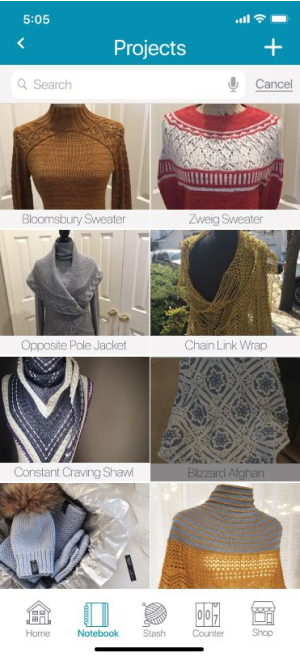 5:05
Projects
Search
Cancel
Bloomsbury Sweater
Zweig Sweater
Opposite Pole Jacket
Chain Link Wrap
Constant Craving Shawl
Blizzard Afghan
Home
Notebook
Stash
Counter
Shop